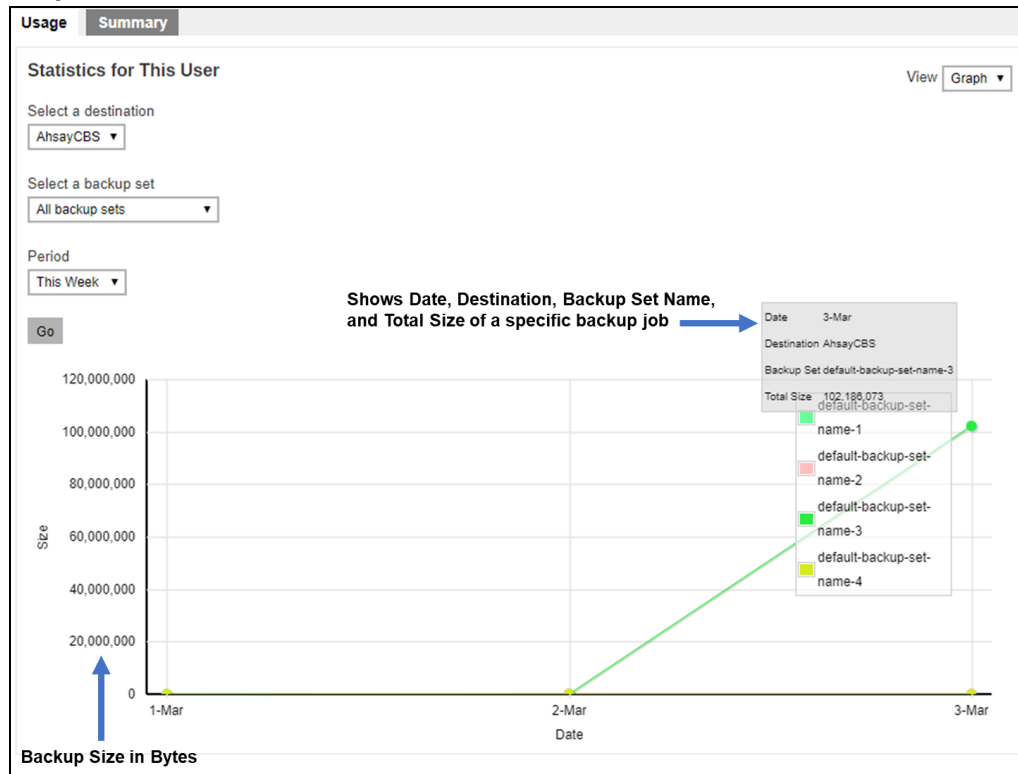 Usage Summary
Statistics for This User
View Graph
Select a destination
AhsayCBS
Select a backup set
All backup sets
Period
This Week
Go
Shows Date, Destination, Backup Set Name,
and Total Size of a specific backup job
Date 3-Mar
Destination AhsayCBS
Backup Set default-backup-set-name-3
Total Size 102,186,073
default-backup-set-
name-1
default-backup-set-
name-2
default-backup-set-
name-3
default-backup-set-
name-4
120,000,000
100,000,000
80,000,000
60,000,000
40,000,000
20,000,000
0
Size
1-Mar 2-Mar 3-Mar
Date
Backup Size in Bytes